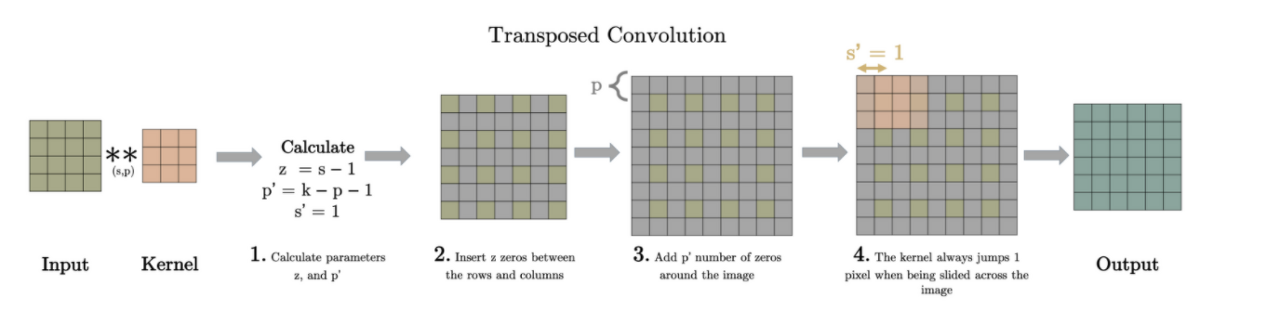 Transposed Convolution
s' = 1
p {
**
(s,p)
Calculate
z = s − 1
p' = k − p − 1
s' = 1
Input
Kernel
1. Calculate parameters
z, and p'
2. Insert z zeros between
the rows and columns
3. Add p' number of zeros
around the image
4. The kernel always jumps 1
pixel when being slided across the
image
Output